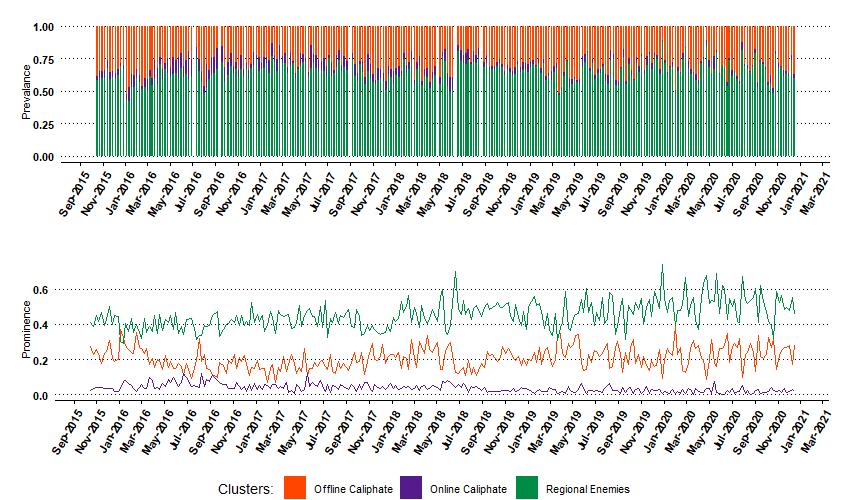 1.00
0.75
0.50
0.25
0.00
Prevalance
Sep-2015 Nov-2015 Jan-2016 Mar-2016 May-2016 Jul-2016 Sep-2016 Nov-2016 Jan-2017 Mar-2017 May-2017 Jul-2017 Sep-2017 Nov-2017 Jan-2018 Mar-2018 May-2018 Jul-2018 Sep-2018 Nov-2018 Jan-2019 Mar-2019 May-2019 Jul-2019 Sep-2019 Nov-2019 Jan-2020 Mar-2020 May-2020 Jul-2020 Sep-2020 Nov-2020 Jan-2021 Mar-2021
0.6
0.4
0.2
0.0
Prominence
Sep-2015 Nov-2015 Jan-2016 Mar-2016 May-2016 Jul-2016 Sep-2016 Nov-2016 Jan-2017 Mar-2017 May-2017 Jul-2017 Sep-2017 Nov-2017 Jan-2018 Mar-2018 May-2018 Jul-2018 Sep-2018 Nov-2018 Jan-2019 Mar-2019 May-2019 Jul-2019 Sep-2019 Nov-2019 Jan-2020 Mar-2020 May-2020 Jul-2020 Sep-2020 Nov-2020 Jan-2021 Mar-2021
Clusters: Offline Caliphate Online Caliphate Regional Enemies